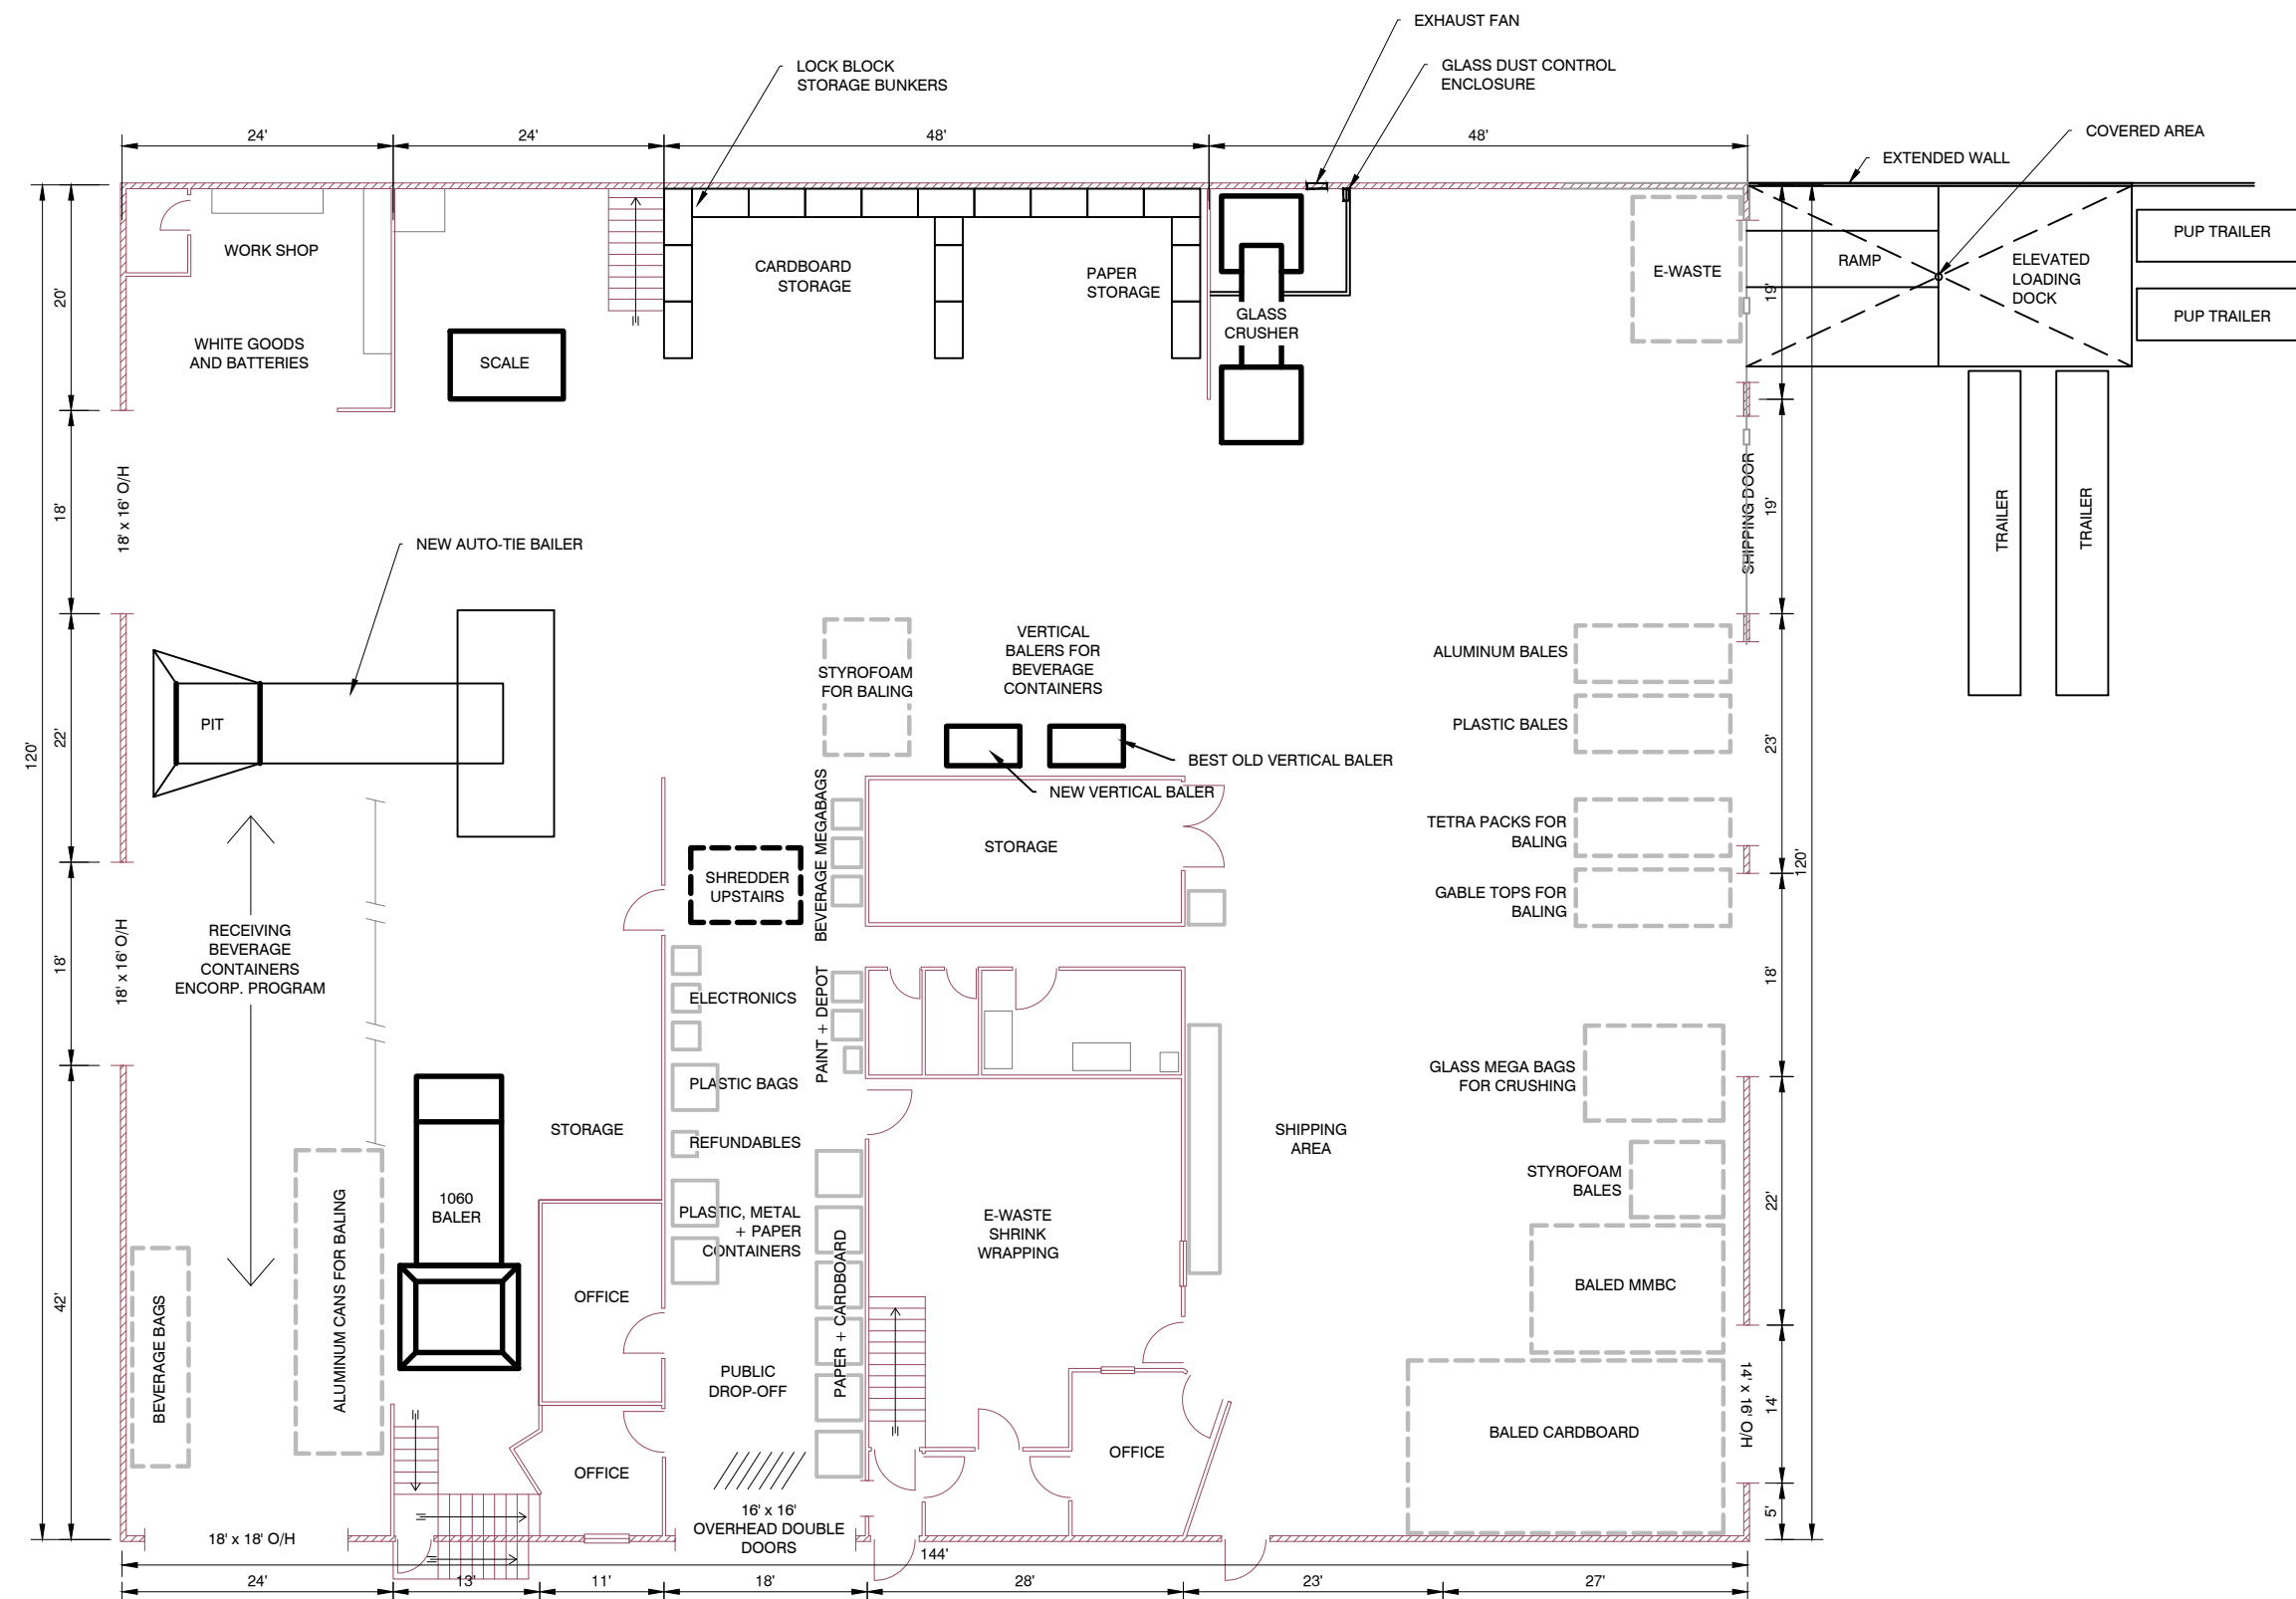 EXHAUST FAN
LOCK BLOCK
STORAGE BUNKERS
GLASS DUST CONTROL
ENCLOSURE
COVERED AREA
EXTENDED WALL
24'
24'
48'
48'
WORK SHOP
WHITE GOODS
AND BATTERIES
SCALE
CARDBOARD
STORAGE
PAPER
STORAGE
GLASS
CRUSHER
E-WASTE
RAMP
ELEVATED
LOADING
DOCK
PUP TRAILER
PUP TRAILER
20'
19'
18'
18' x 16' O/H
SHIPPING DOOR
19'
TRAILER
TRAILER
NEW AUTO-TIE BAILER
PIT
22'
120'
STYROFOAM
FOR BALING
VERTICAL
BALERS FOR
BEVERAGE
CONTAINERS
BEST OLD VERTICAL BALER
NEW VERTICAL BALER
ALUMINUM BALES
PLASTIC BALES
23'
120'
STORAGE
BEVERAGE MEGABAGS
SHREDDER
UPSTAIRS
TETRA PACKS FOR
BALING
GABLE TOPS FOR
BALING
18'
18' x 16' O/H
RECEIVING
BEVERAGE
CONTAINERS
ENCORP. PROGRAM
ELECTRONICS
PAINT + DEPOT
PLASTIC BAGS
REFUNDABLES
PLASTIC, METAL
+ PAPER
CONTAINERS
18'
GLASS MEGA BAGS
FOR CRUSHING
SHIPPING
AREA
STYROFOAM
BALES
22'
STORAGE
1060
BALER
E-WASTE
SHRINK
WRAPPING
BALED MMBC
42'
BEVERAGE BAGS
ALUMINUM CANS FOR BALING
OFFICE
PUBLIC
DROP-OFF
PAPER + CARDBOARD
BALED CARDBOARD
14' x 16' O/H
14'
OFFICE
OFFICE
5'
18' x 18' O/H
16' x 16'
OVERHEAD DOUBLE
DOORS
144'
24'
13'
11'
18'
28'
23'
27'